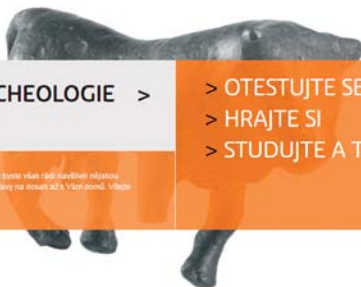 CHEOLOGIE >
byste však rádi navštívili nějakou
avy na dosah až k Vám domů. Vítejte
> OTESTUJTE SE
> HRAJTE SI
> STUDUJTE A T